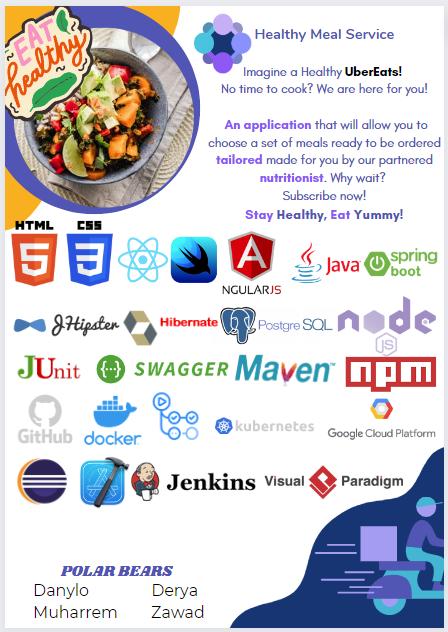 EAT
healthy
Healthy Meal Service
Imagine a Healthy UberEats!
No time to cook? We are here for you!
An application that will allow you to
choose a set of meals ready to be ordered
tailored made for you by our partnered
nutritionist. Why wait?
Subscribe now!
Stay Healthy, Eat Yummy!
HTML CSS
5 3 A Java spring
boot
NGULARJS
JHipster Hibernate PostgreSQL node
JS
JUnit {··} SWAGGER Maven™ npm
GitHub docker kubernetes Google Cloud Platform
Jenkins Visual Paradigm
POLAR BEARS
Danylo Derya
Muharrem Zawad